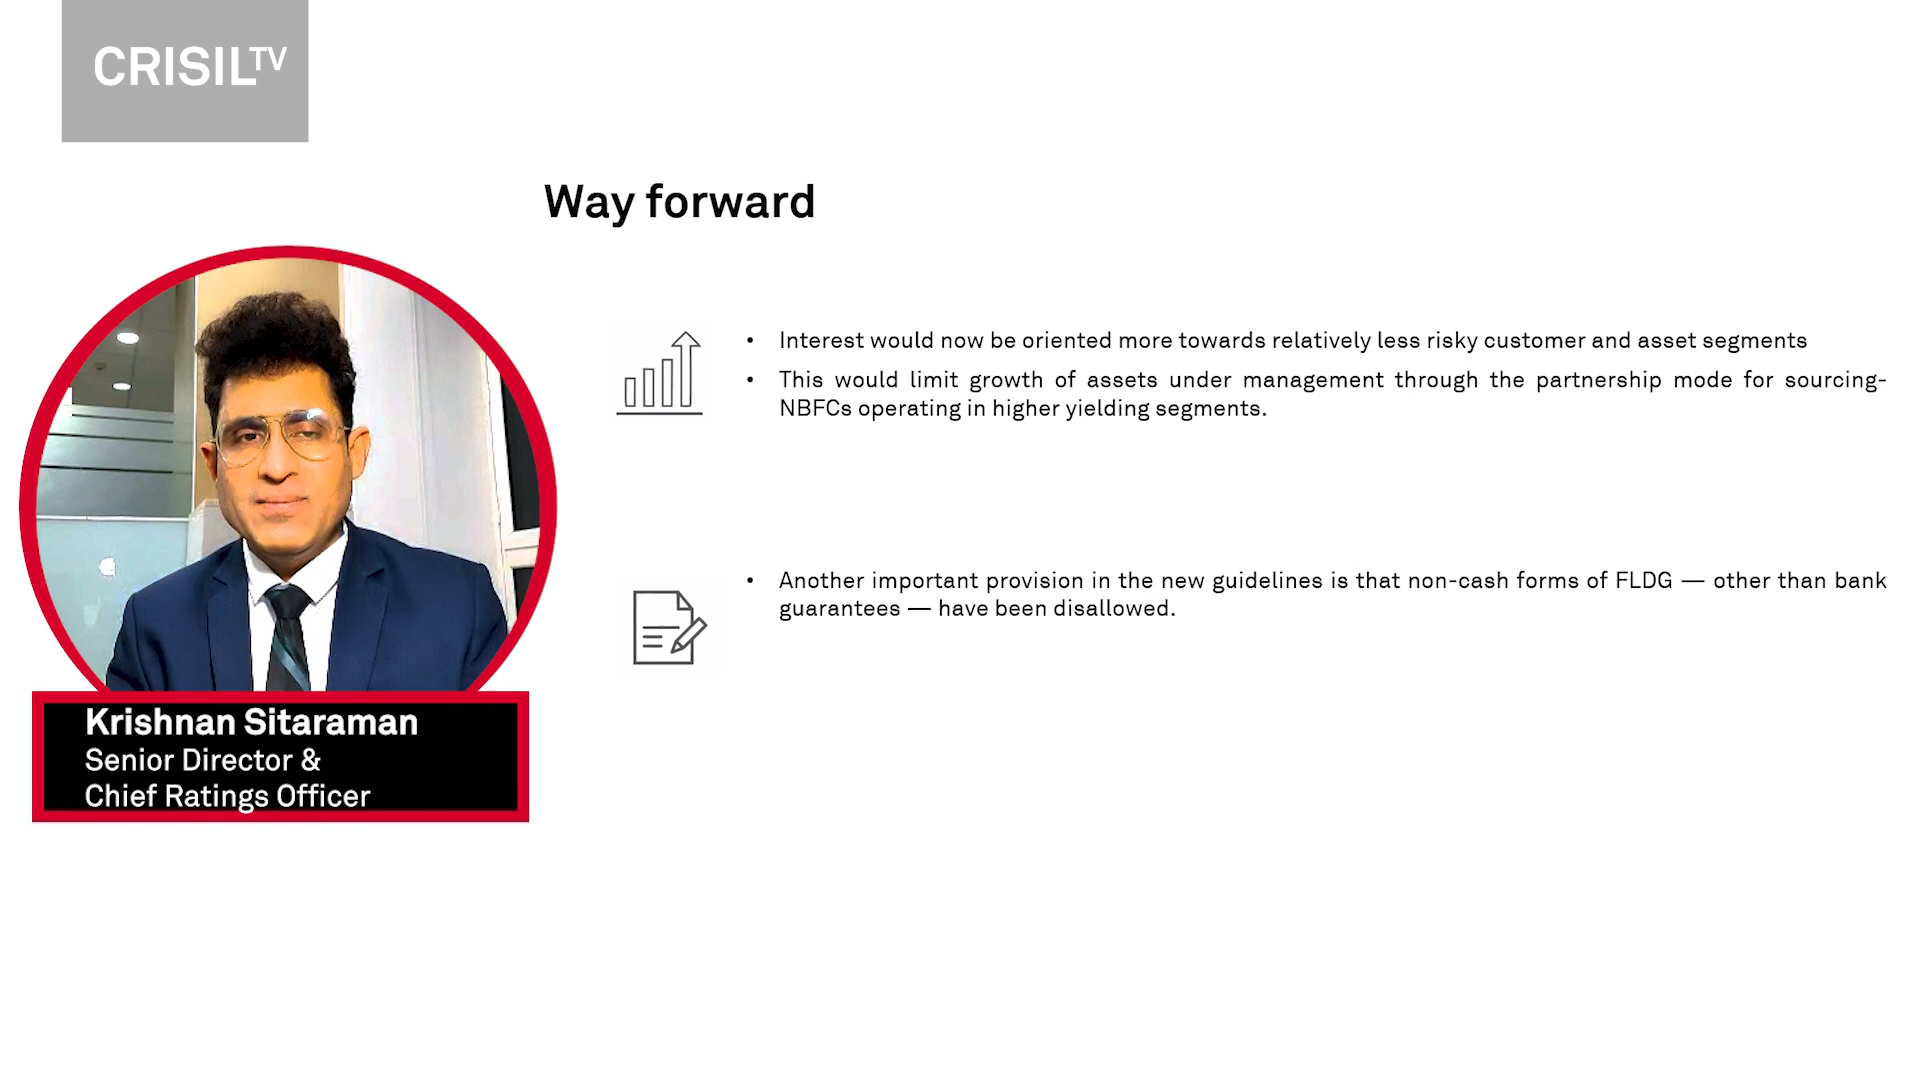 CRISILTV
Way forward
• Interest would now be oriented more towards relatively less risky customer and asset segments
• This would limit growth of assets under management through the partnership mode for sourcing-
NBFCs operating in higher yielding segments.
• Another important provision in the new guidelines is that non-cash forms of FLDG — other than bank
guarantees — have been disallowed.
Krishnan Sitaraman
Senior Director &
Chief Ratings Officer